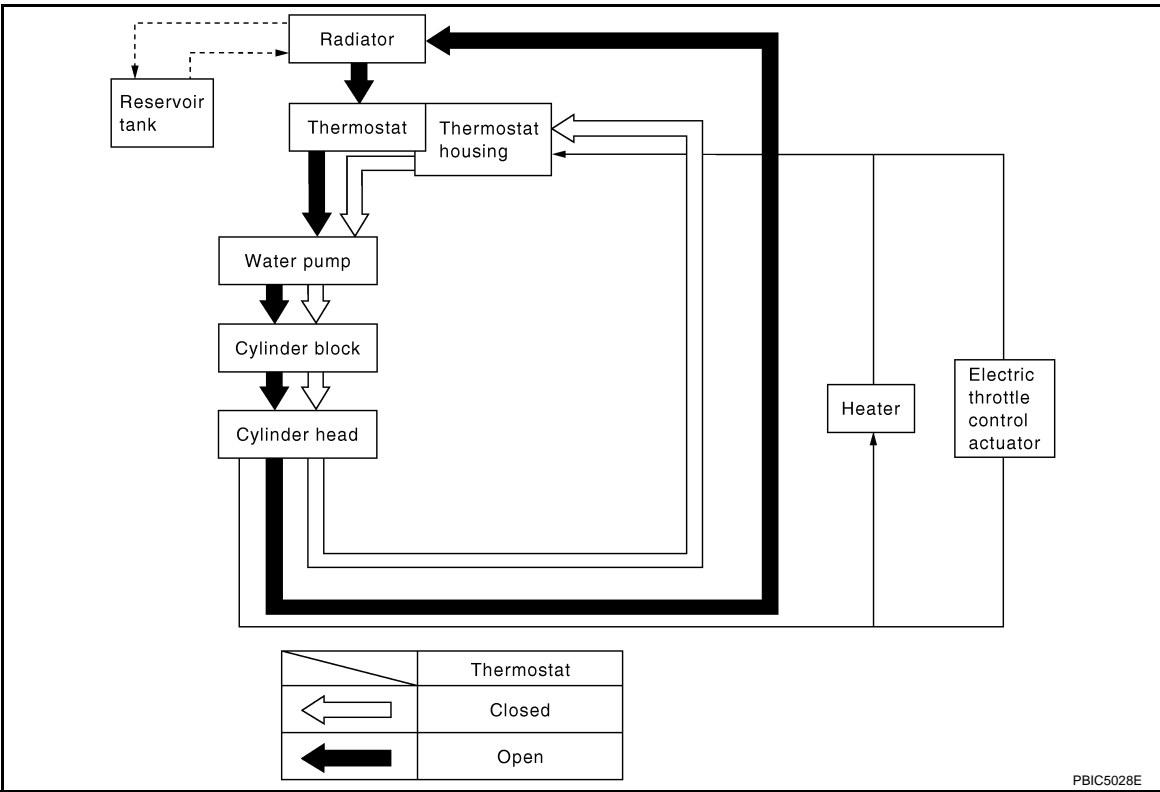 Radiator
Reservoir
tank
Thermostat
Thermostat
housing
Water pump
Cylinder block
Cylinder head
Heater
Electric
throttle
control
actuator
Thermostat
Closed
Open
PBIC5028E